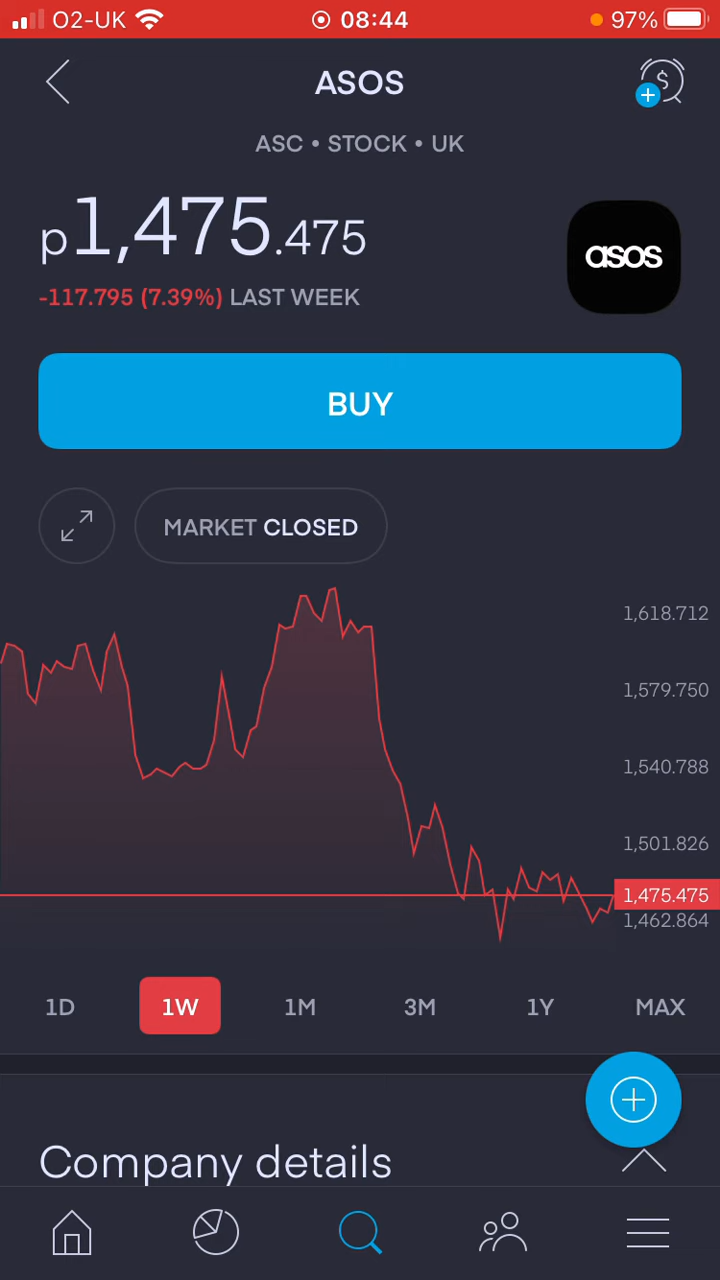 O2-UK 08:44 97%
ASOS
ASC • STOCK • UK
p1,475.475
asos
-117.795 (7.39%) LAST WEEK
BUY
MARKET CLOSED
1,618.712
1,579.750
1,540.788
1,501.826
1,475.475
1,462.864
1D 1W 1M 3M 1Y MAX
Company details